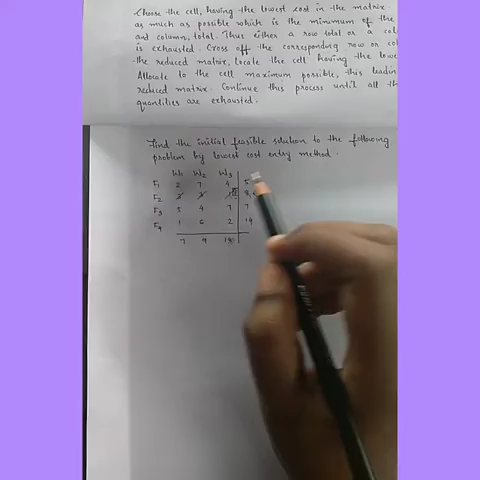 Choose the cell, having the lowest cost in the matrix.
as much as possible which is the minimum of the
and column, total. Thus either a row total or a col
is exhausted. Cross off the corresponding row or col
the reduced matrix, locate the cell having the lowe
Allocate to the cell maximum possible, this leadin
reduced matrix. Continue this process until all th
quantities are exhausted.
Find the initial feasible solution to the following
problem by lowest cost entry method.
W1 W2 W3
F1 2 7 4 5
F2 3 3 1 8
F3 5 4 7 7
F4 1 6 2 14
7 9 18